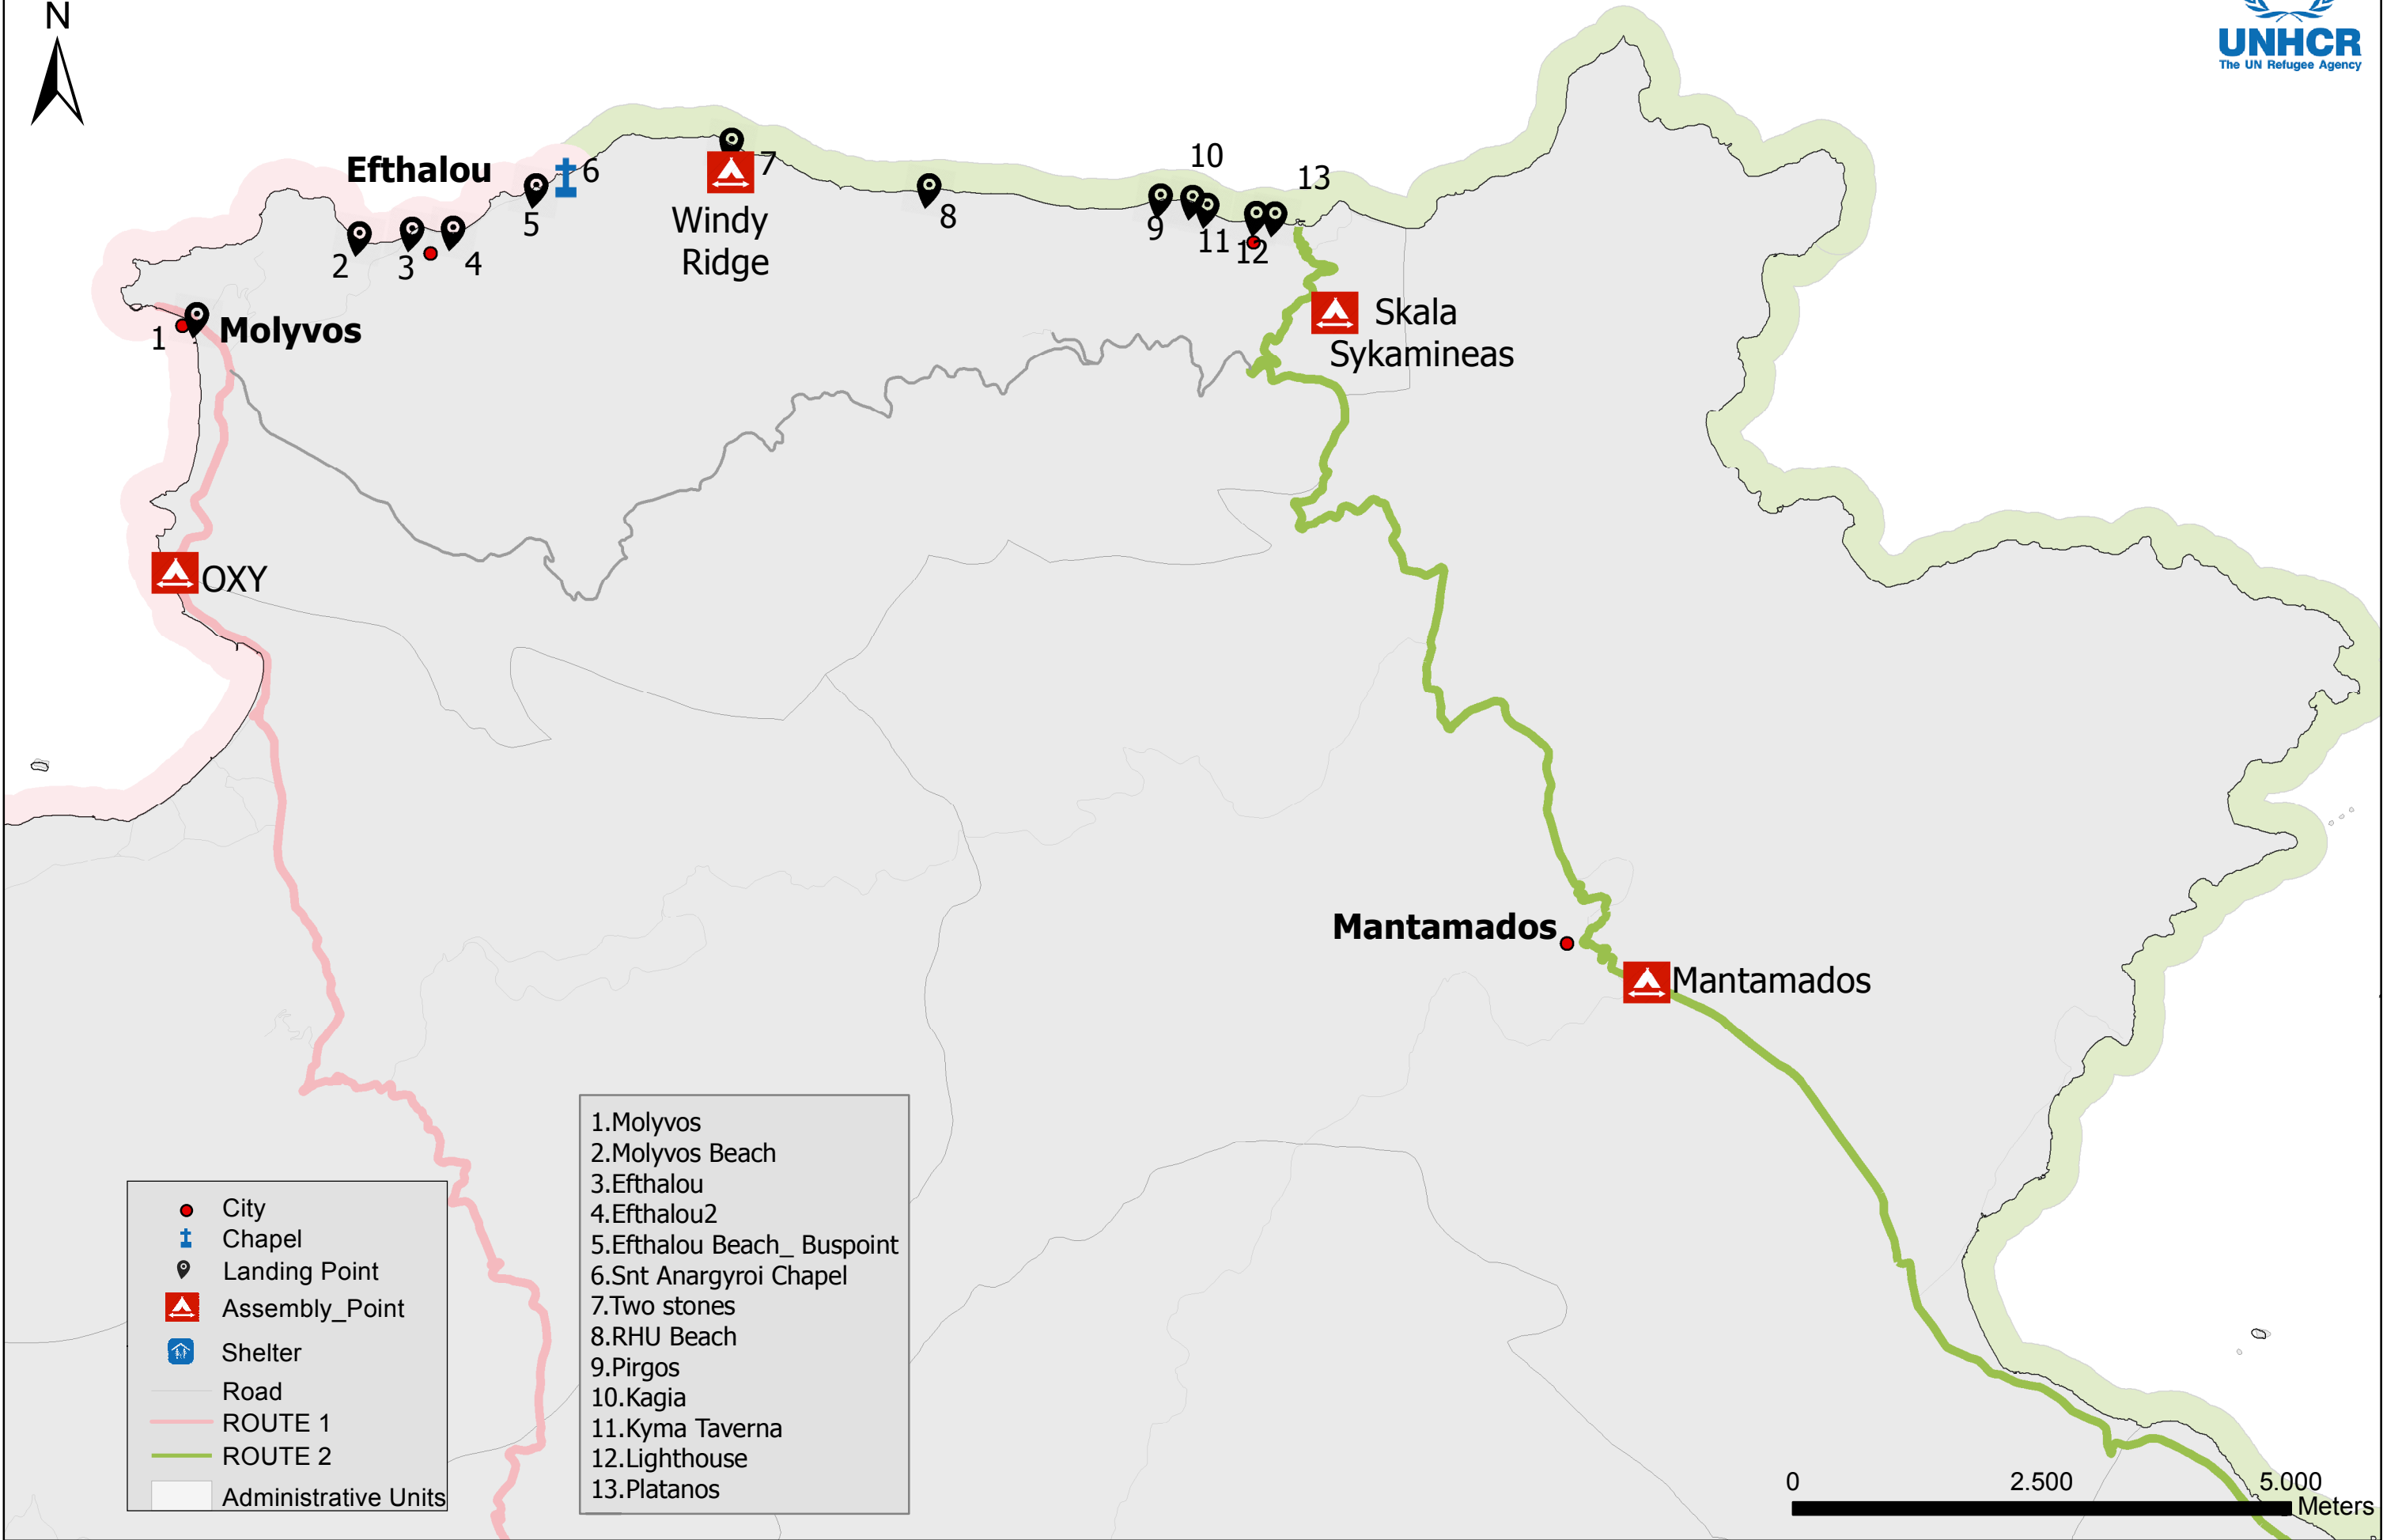 N
UNHCR
The UN Refugee Agency
10
Efthalou
6
7
13
5
8
Windy
Ridge
9
11
12
2
3
4
1
Molyvos
Skala
Sykamineas
OXY
Mantamados
Mantamados
1.Molyvos
2.Molyvos Beach
3.Efthalou
4.Efthalou2
5.Efthalou Beach_ Buspoint
6.Snt Anargyroi Chapel
7.Two stones
8.RHU Beach
9.Pirgos
10.Kagia
11.Kyma Taverna
12.Lighthouse
13.Platanos
City
Chapel
Landing Point
Assembly_Point
Shelter
Road
ROUTE 1
ROUTE 2
Administrative Units
0 2.500 5.000
Meters